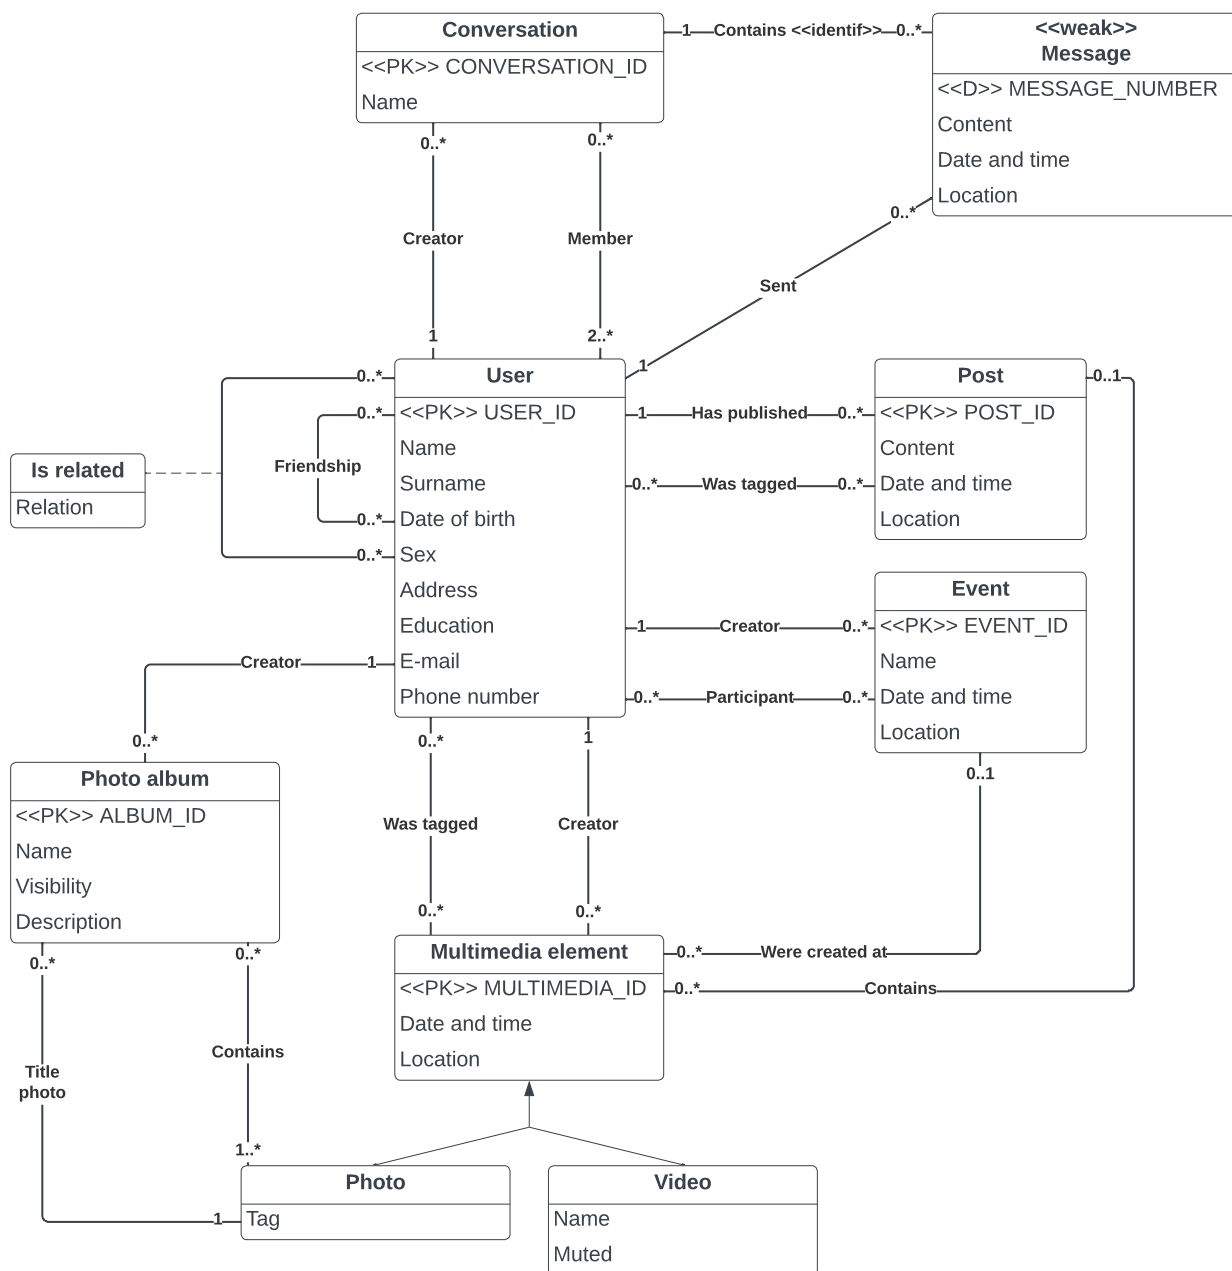 Conversation
<<PK>> CONVERSATION_ID
Name
1
Contains <<identif>>
0..*
<<weak>>
Message
<<D>> MESSAGE_NUMBER
Content
Date and time
Location
0..*
0..*
0..*
Creator
Member
Sent
1
2..*
1
User
<<PK>> USER_ID
Name
Surname
Date of birth
Sex
Address
Education
E-mail
Phone number
0..*
0..*
Friendship
0..*
0..*
Is related
Relation
1
Has published
0..*
0..*
Was tagged
0..*
Post
<<PK>> POST_ID
Content
Date and time
Location
0..1
1
Creator
0..*
0..*
Participant
0..*
Event
<<PK>> EVENT_ID
Name
Date and time
Location
0..1
Creator
1
0..*
Photo album
<<PK>> ALBUM_ID
Name
Visibility
Description
0..*
1
Was tagged
Creator
0..*
0..*
Multimedia element
<<PK>> MULTIMEDIA_ID
Date and time
Location
0..*
Were created at
0..*
Contains
0..*
0..*
Contains
Title
photo
1..*
1
Photo
Tag
Video
Name
Muted